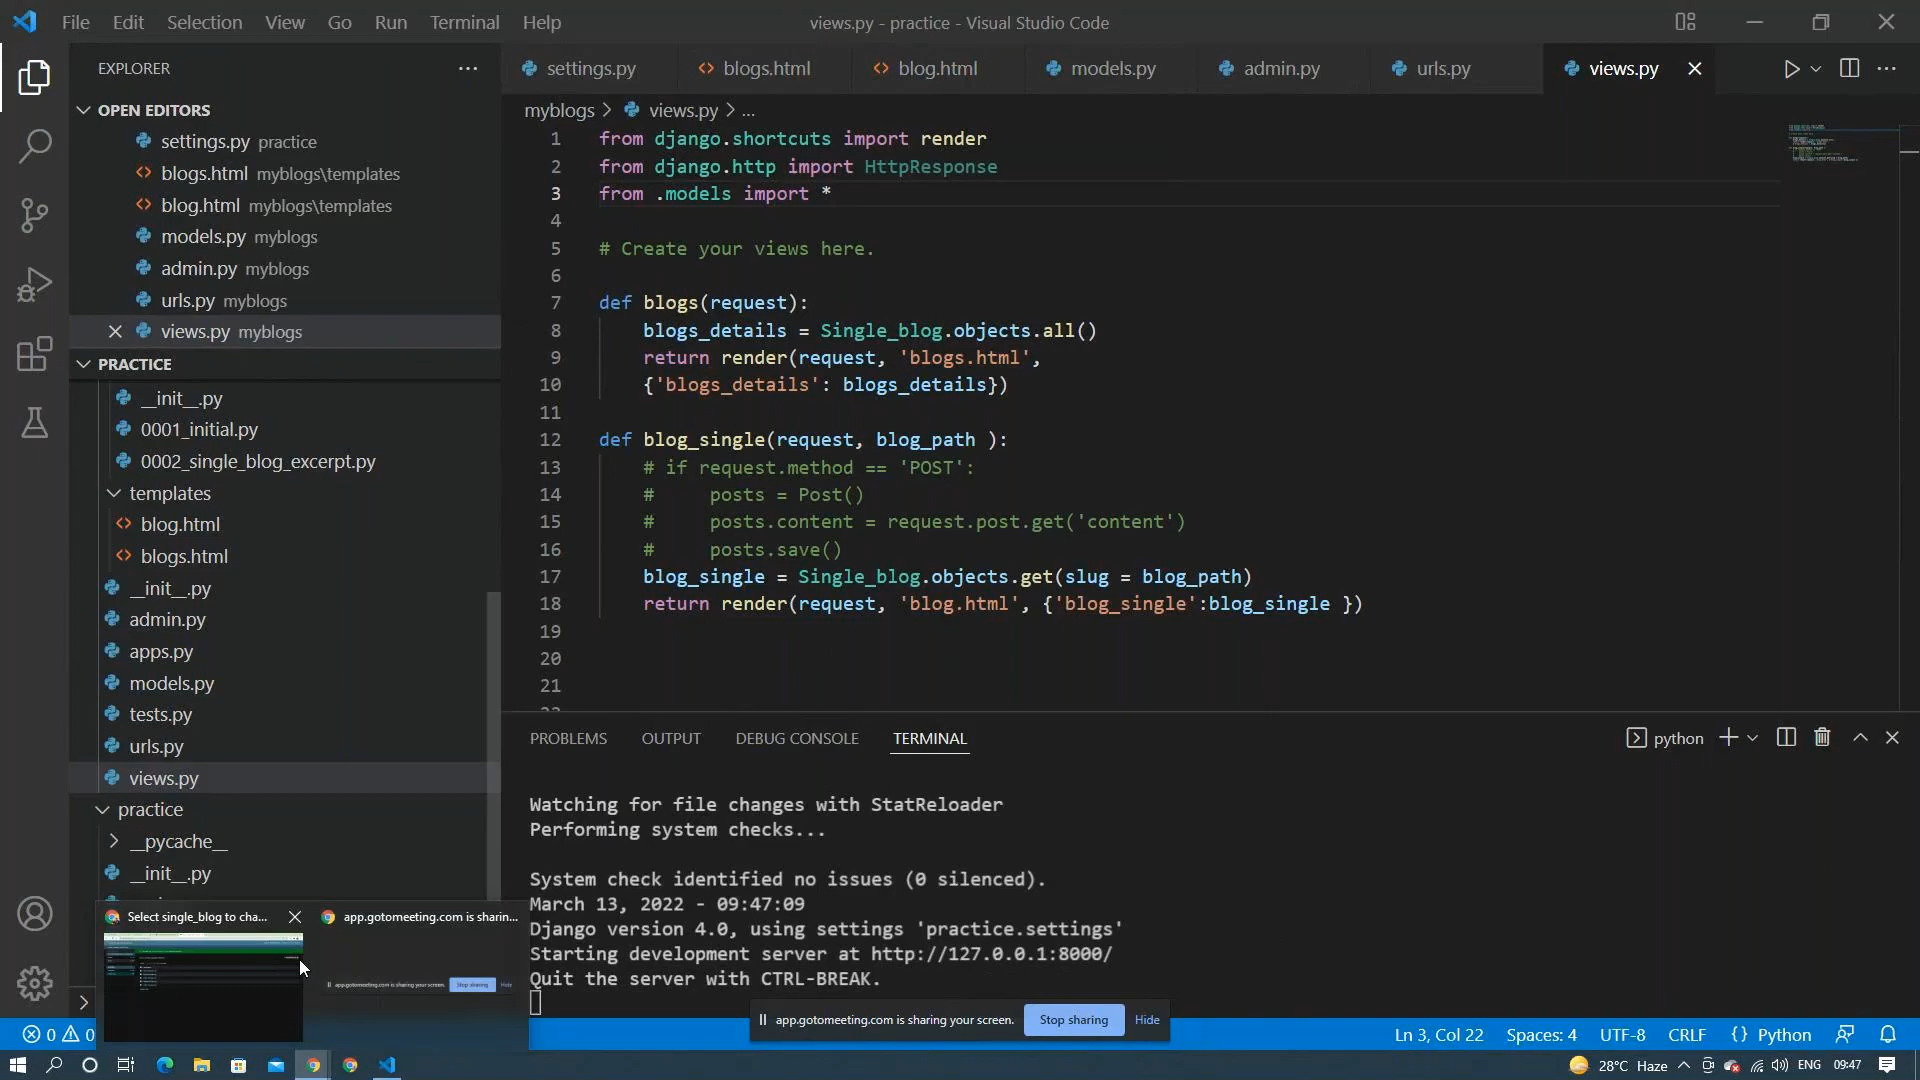 File Edit Selection View Go Run Terminal Help
views.py - practice - Visual Studio Code
EXPLORER
OPEN EDITORS
settings.py practice
blogs.html myblogs\templates
blog.html myblogs\templates
models.py myblogs
admin.py myblogs
urls.py myblogs
views.py myblogs
PRACTICE
__init__.py
0001_initial.py
0002_single_blog_excerpt.py
templates
blog.html
blogs.html
__init__.py
admin.py
apps.py
models.py
tests.py
urls.py
views.py
practice
__pycache__
__init__.py
settings.py blogs.html blog.html models.py admin.py urls.py views.py
myblogs > views.py > ...
1 from django.shortcuts import render
2 from django.http import HttpResponse
3 from .models import *
4
5 # Create your views here.
6
7 def blogs(request):
8 blogs_details = Single_blog.objects.all()
9 return render(request, 'blogs.html',
10 {'blogs_details': blogs_details})
11
12 def blog_single(request, blog_path ):
13 # if request.method == 'POST':
14 # posts = Post()
15 # posts.content = request.post.get('content')
16 # posts.save()
17 blog_single = Single_blog.objects.get(slug = blog_path)
18 return render(request, 'blog.html', {'blog_single':blog_single })
19
20
21
PROBLEMS OUTPUT DEBUG CONSOLE TERMINAL
python
Watching for file changes with StatReloader
Performing system checks...
System check identified no issues (0 silenced).
March 13, 2022 - 09:47:09
Django version 4.0, using settings 'practice.settings'
Starting development server at http://127.0.0.1:8000/
Quit the server with CTRL-BREAK.
Select single_blog to cha...
app.gotomeeting.com is sharin...
app.gotomeeting.com is sharing your screen. Stop sharing Hide
app.gotomeeting.com is sharing your screen. Stop sharing Hide
0 0
Ln 3, Col 22 Spaces: 4 UTF-8 CRLF {} Python
28°C Haze ENG 09:47